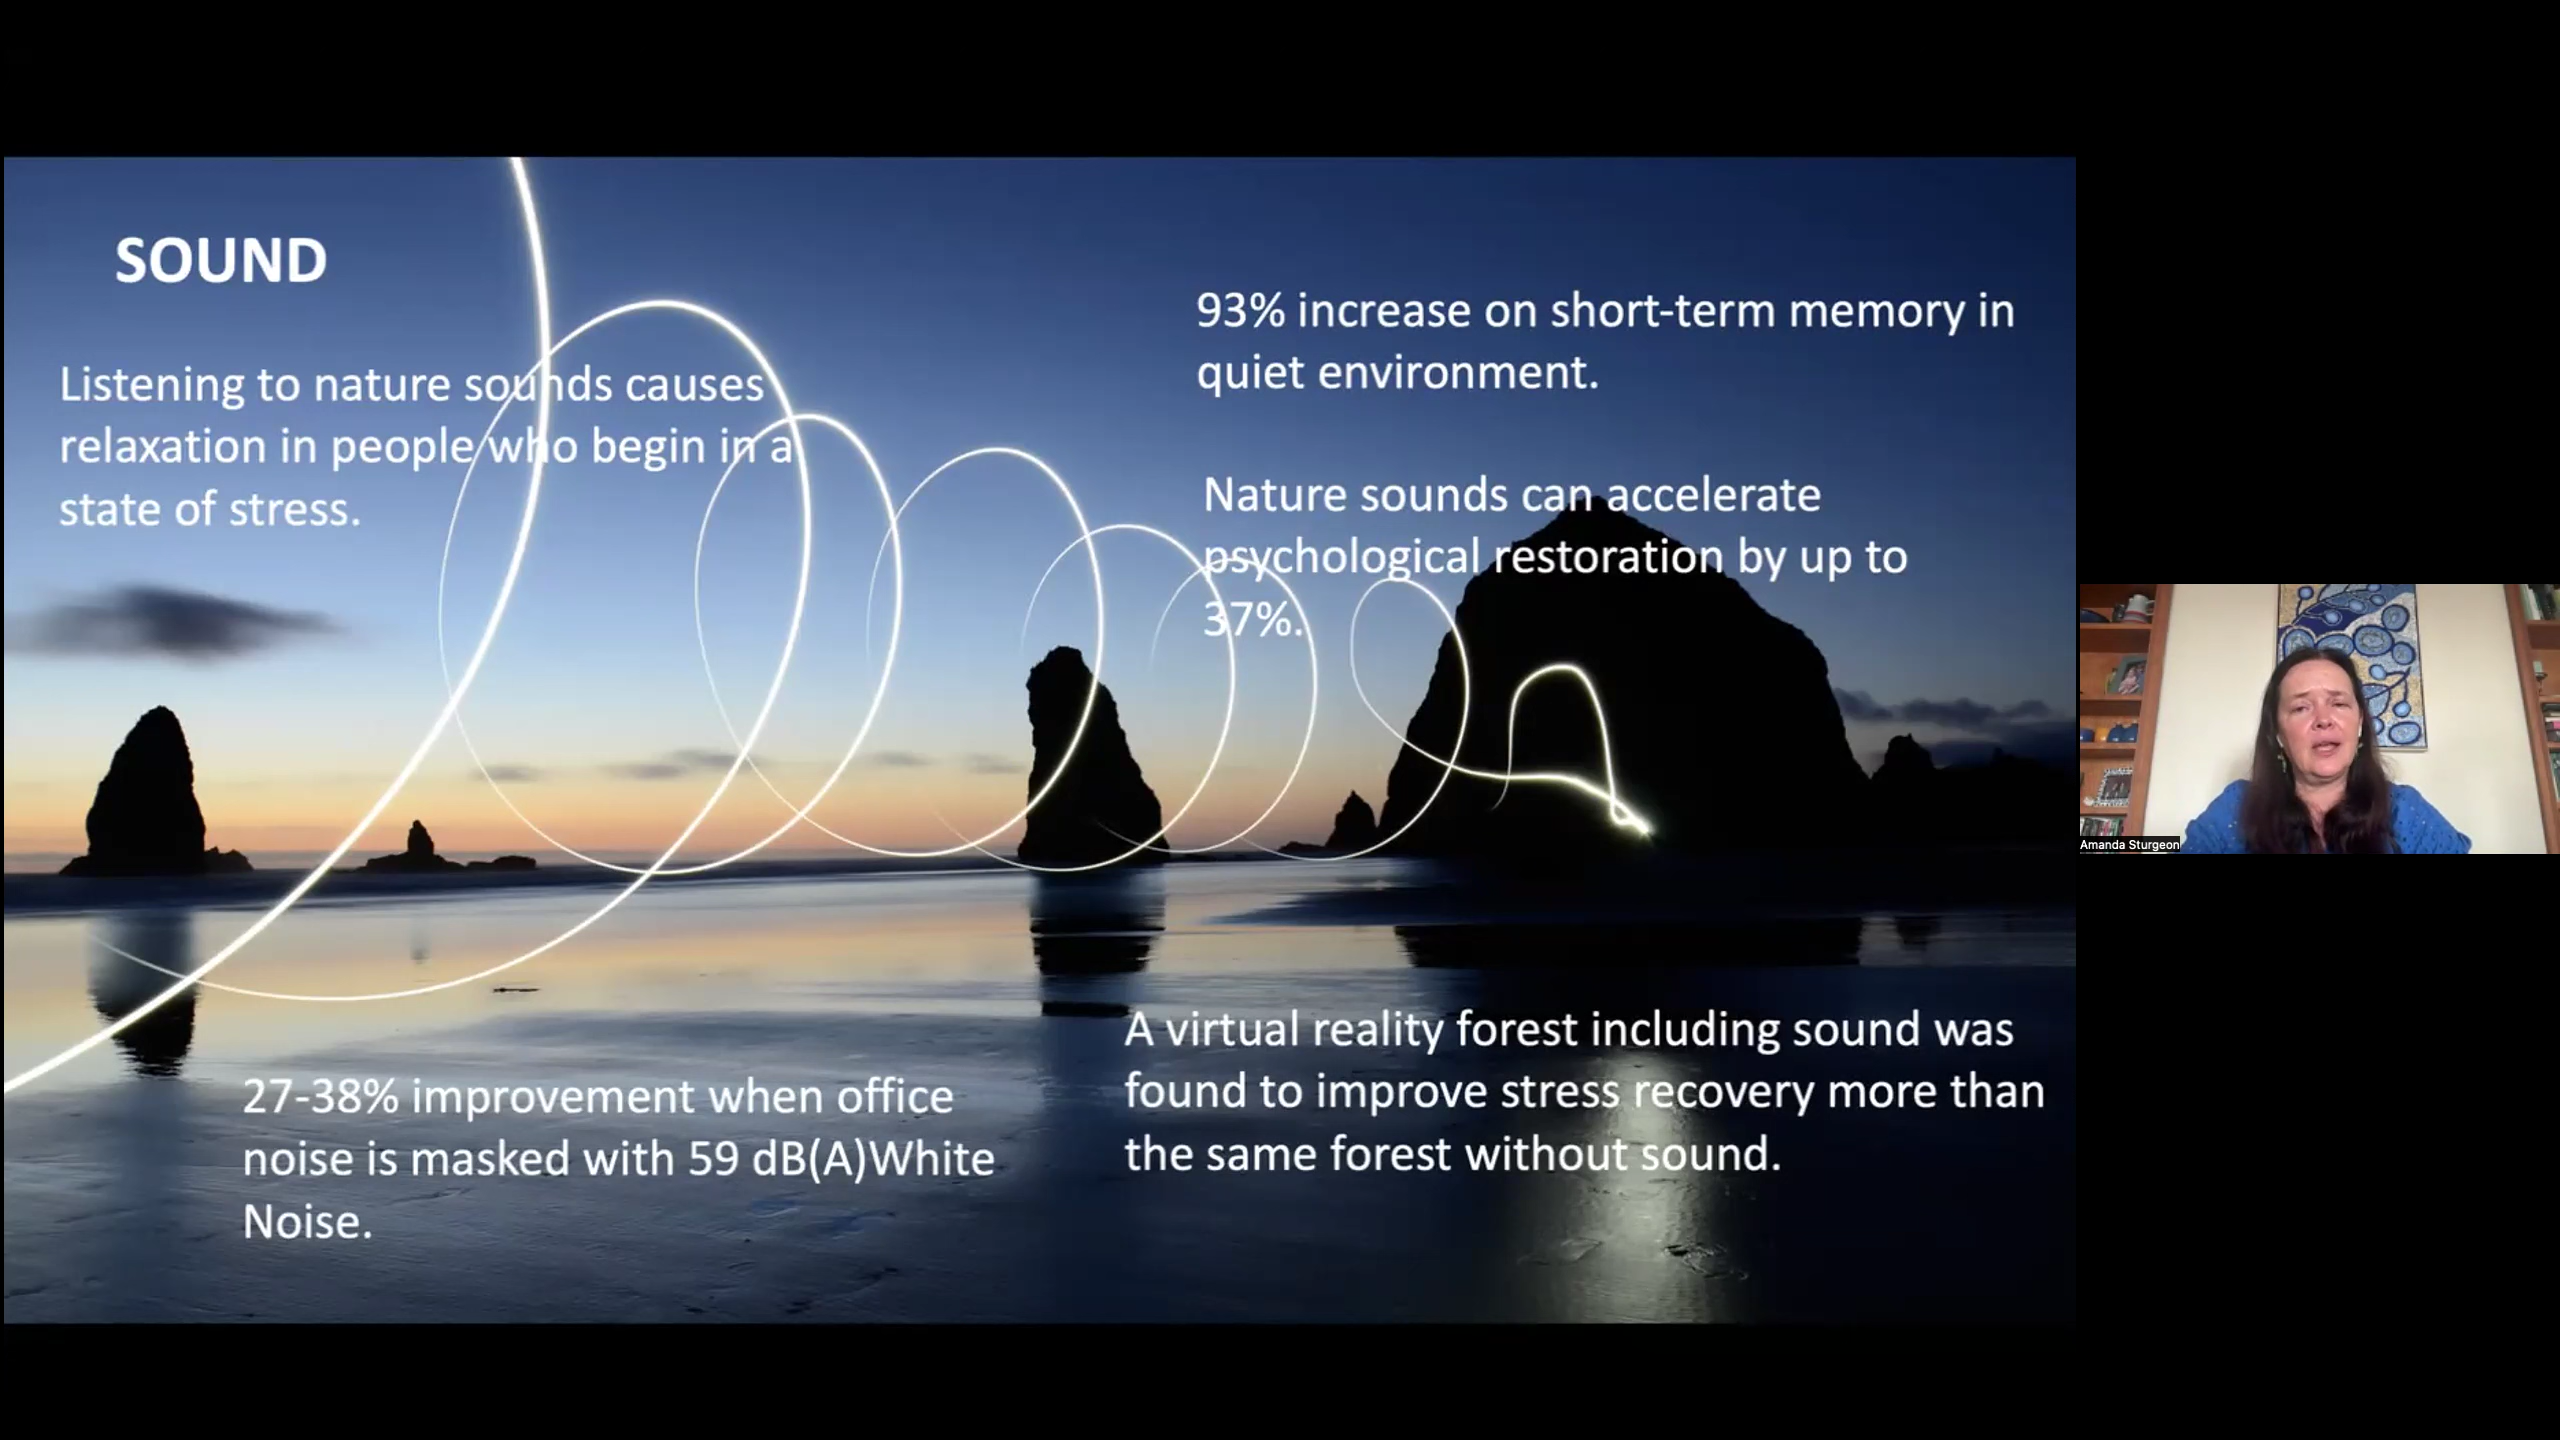 SOUND
Listening to nature sounds causes
relaxation in people who begin in a
state of stress.
93% increase on short-term memory in
quiet environment.
Nature sounds can accelerate
psychological restoration by up to
37%.
27-38% improvement when office
noise is masked with 59 dB(A)White
Noise.
A virtual reality forest including sound was
found to improve stress recovery more than
the same forest without sound.
Amanda Sturgeon